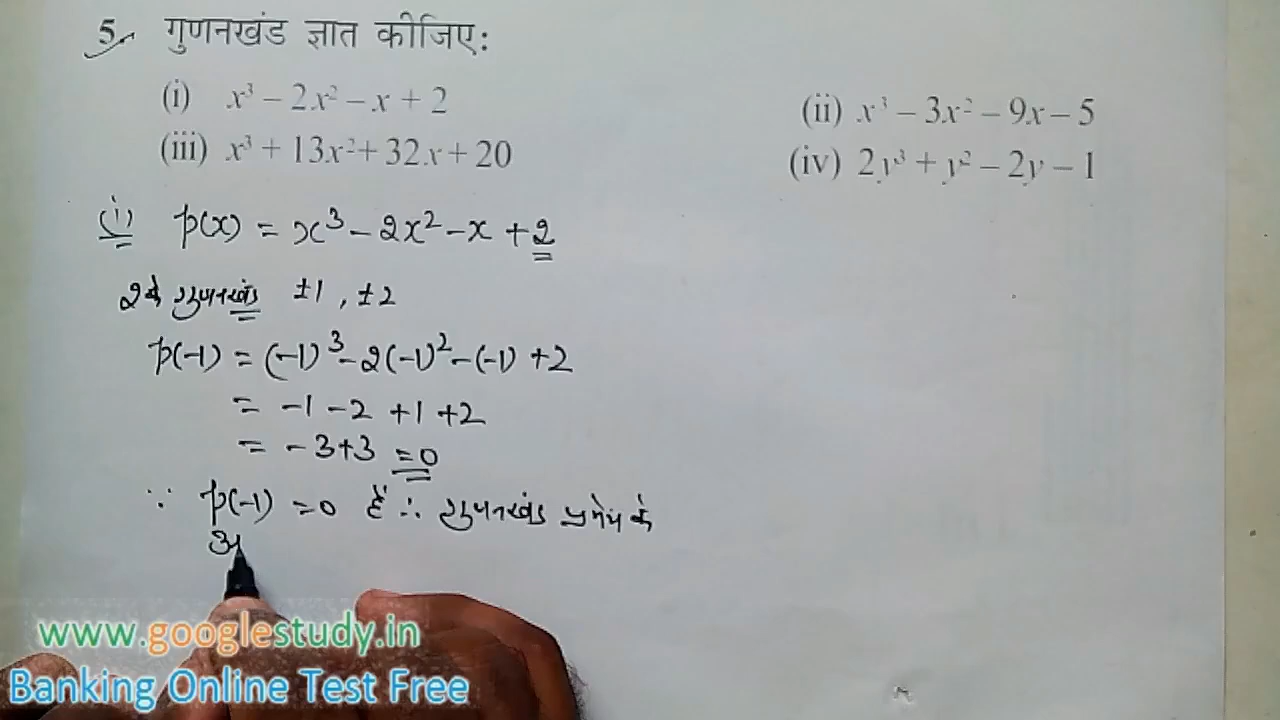 5. गुणनखंड ज्ञात कीजिए:
(i) x³ – 2x² – x + 2
(ii) x³ – 3x² – 9x – 5
(iii) x³ + 13x² + 32x + 20
(iv) 2y³ + y² – 2y – 1
(i) p(x) = x³ – 2x² – x + 2
2 के गुणनखंड ±1, ±2
p(-1) = (-1)³ – 2(-1)² – (-1) + 2
= -1 – 2 + 1 + 2
= -3+3 = 0
∵ p(-1) = 0 है ∴ गुणनखंड प्रमेय के
अ
www.googlestudy.in
Banking Online Test Free